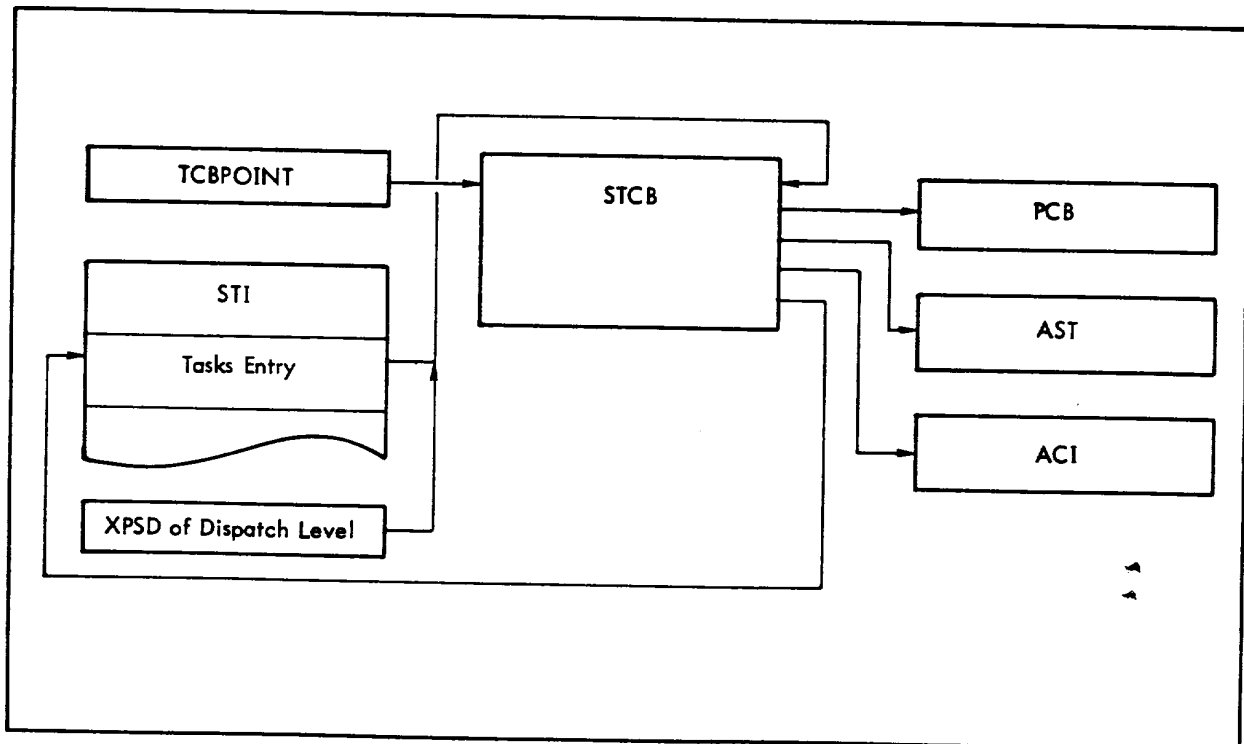 TCBPOINT
STCB
PCB
STI
Tasks Entry
AST
ACI
XPSD of Dispatch Level